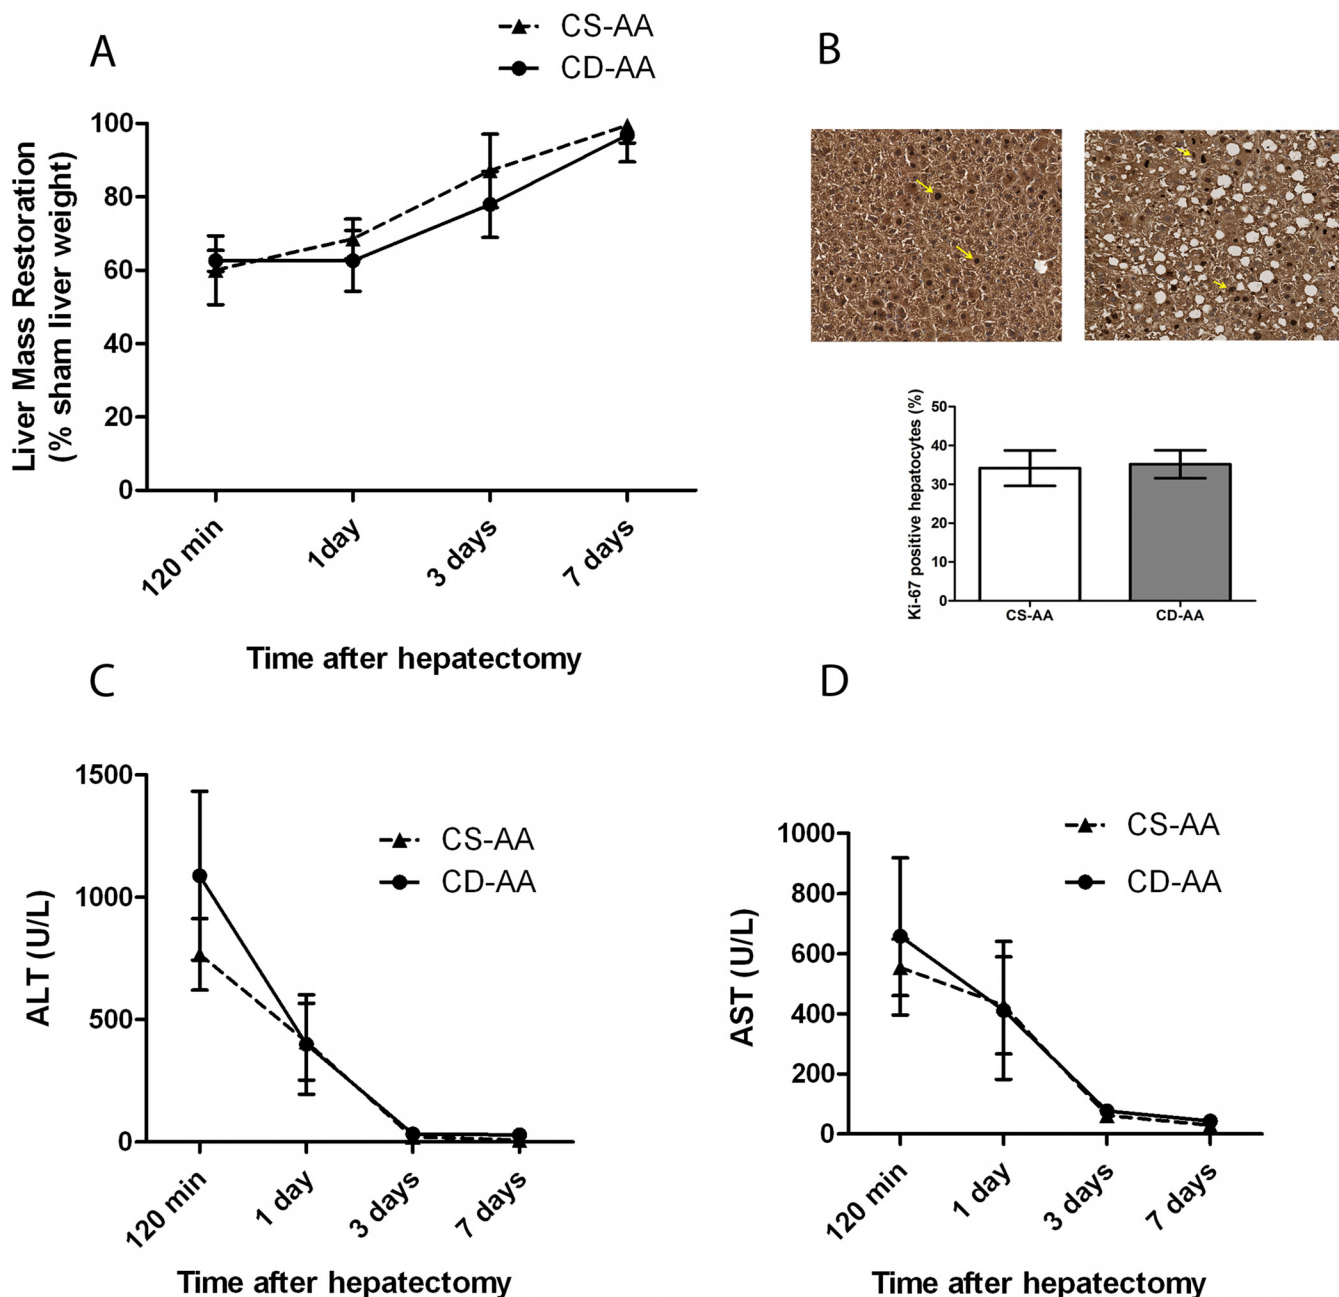 A
CS-AA
CD-AA
Liver Mass Restoration
(% sham liver weight)
100
80
60
40
20
0
120 min
1day
3 days
7 days
Time after hepatectomy
B
Ki-67 positive hepatocytes (%)
50
40
30
20
10
0
CS-AA
CD-AA
C
ALT (U/L)
1500
1000
500
0
CS-AA
CD-AA
120 min
1 day
3 days
7 days
Time after hepatectomy
D
AST (U/L)
1000
800
600
400
200
0
CS-AA
CD-AA
120 min
1 day
3 days
7 days
Time after hepatectomy